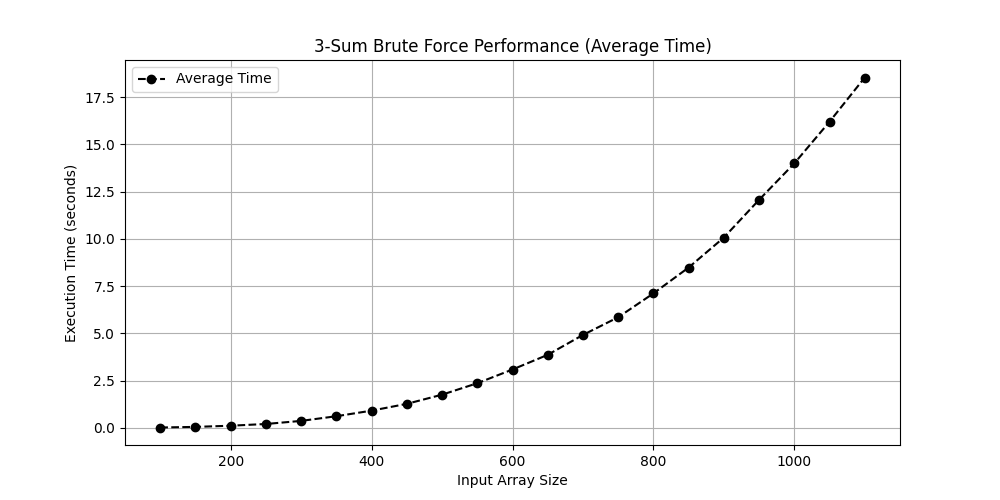 3-Sum Brute Force Performance (Average Time)
Average Time
Execution Time (seconds)
17.5
15.0
12.5
10.0
7.5
5.0
2.5
0.0
200 400 600 800 1000
Input Array Size